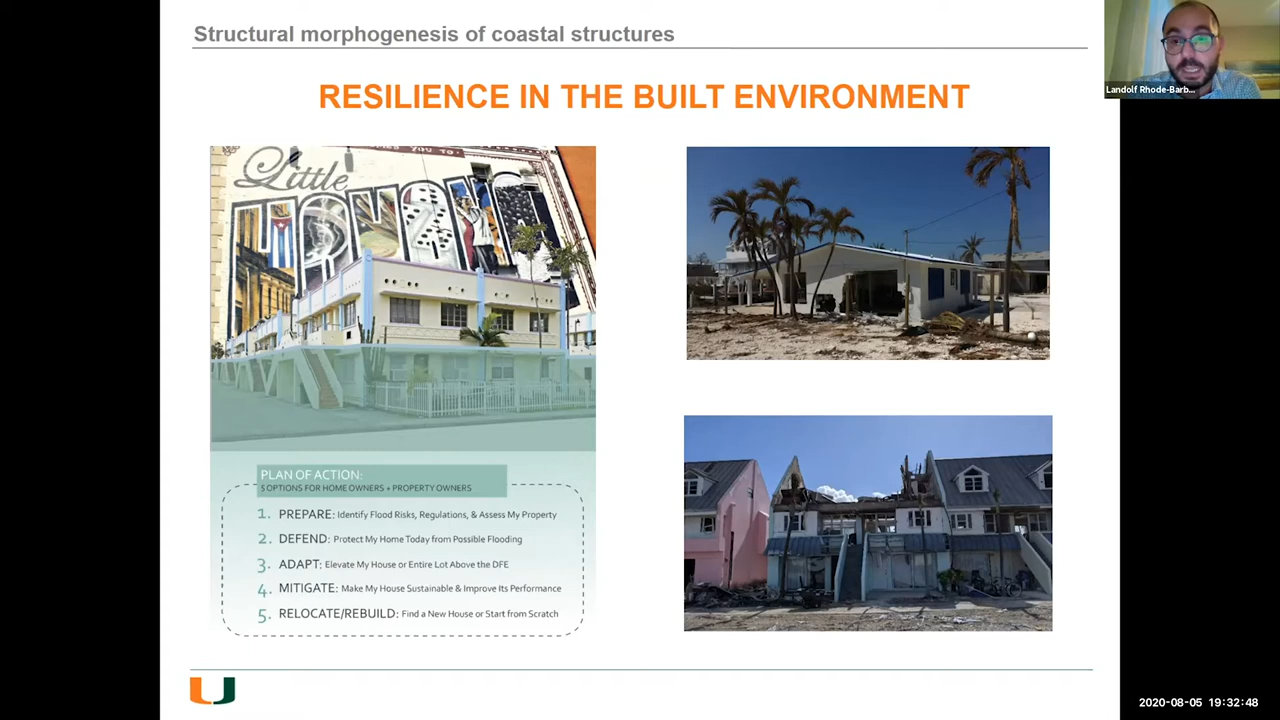 Structural morphogenesis of coastal structures
RESILIENCE IN THE BUILT ENVIRONMENT
Landolf Rhode-Barb...
YOU TO:
Little
HAVANA
PLAN OF ACTION:
5 OPTIONS FOR HOME OWNERS + PROPERTY OWNERS
1. PREPARE: Identify Flood Risks, Regulations, & Assess My Property
2. DEFEND: Protect My Home Today from Possible Flooding
3. ADAPT: Elevate My House or Entire Lot Above the DFE
4. MITIGATE: Make My House Sustainable & Improve Its Performance
5. RELOCATE/REBUILD: Find a New House or Start from Scratch
2020-08-05 19:32:48